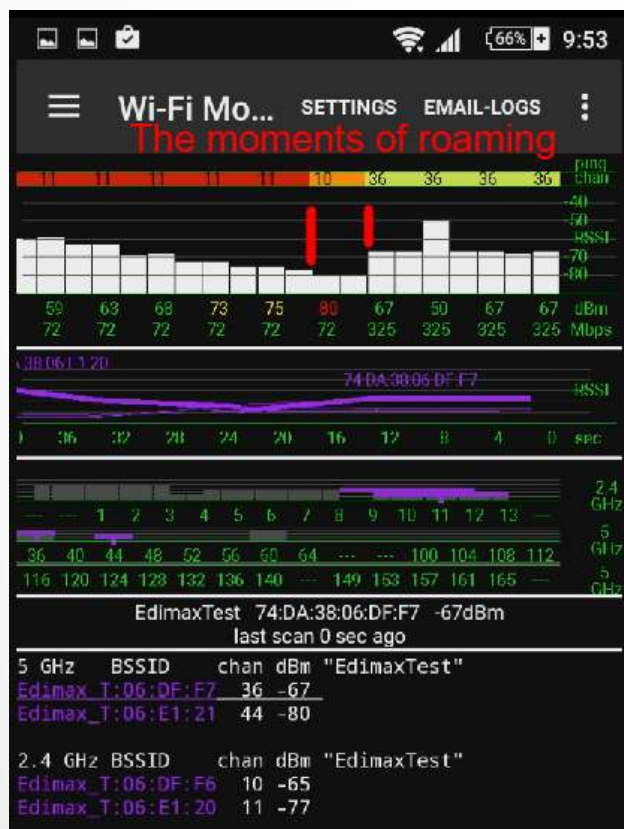 66% 9:53
Wi-Fi Mo... SETTINGS EMAIL-LOGS
The moments of roaming
ping
11 11 11 11 11 10 36 36 36 36 chan
-40
-50
RSSI
-70
-80
59 63 68 73 75 80 67 50 67 67 dBm
72 72 72 72 72 72 325 325 325 325 Mbps
38:06:E1:20
74:DA:38:06:DF:F7 RSSI
36 32 28 24 20 16 12 8 4 0 sec
2.4
--- --- 1 2 3 4 5 6 7 8 9 10 11 12 13 --- GHz
5
36 40 44 48 52 56 60 64 --- --- 100 104 108 112 GHz
5
116 120 124 128 132 136 140 --- 149 153 157 161 165 --- GHz
EdimaxTest 74:DA:38:06:DF:F7 -67dBm
last scan 0 sec ago
5 GHz BSSID chan dBm "EdimaxTest"
Edimax_T:06:DF:F7 36 -67
Edimax_T:06:E1:21 44 -80
2.4 GHz BSSID chan dBm "EdimaxTest"
Edimax_T:06:DF:F6 10 -65
Edimax_T:06:E1:20 11 -77